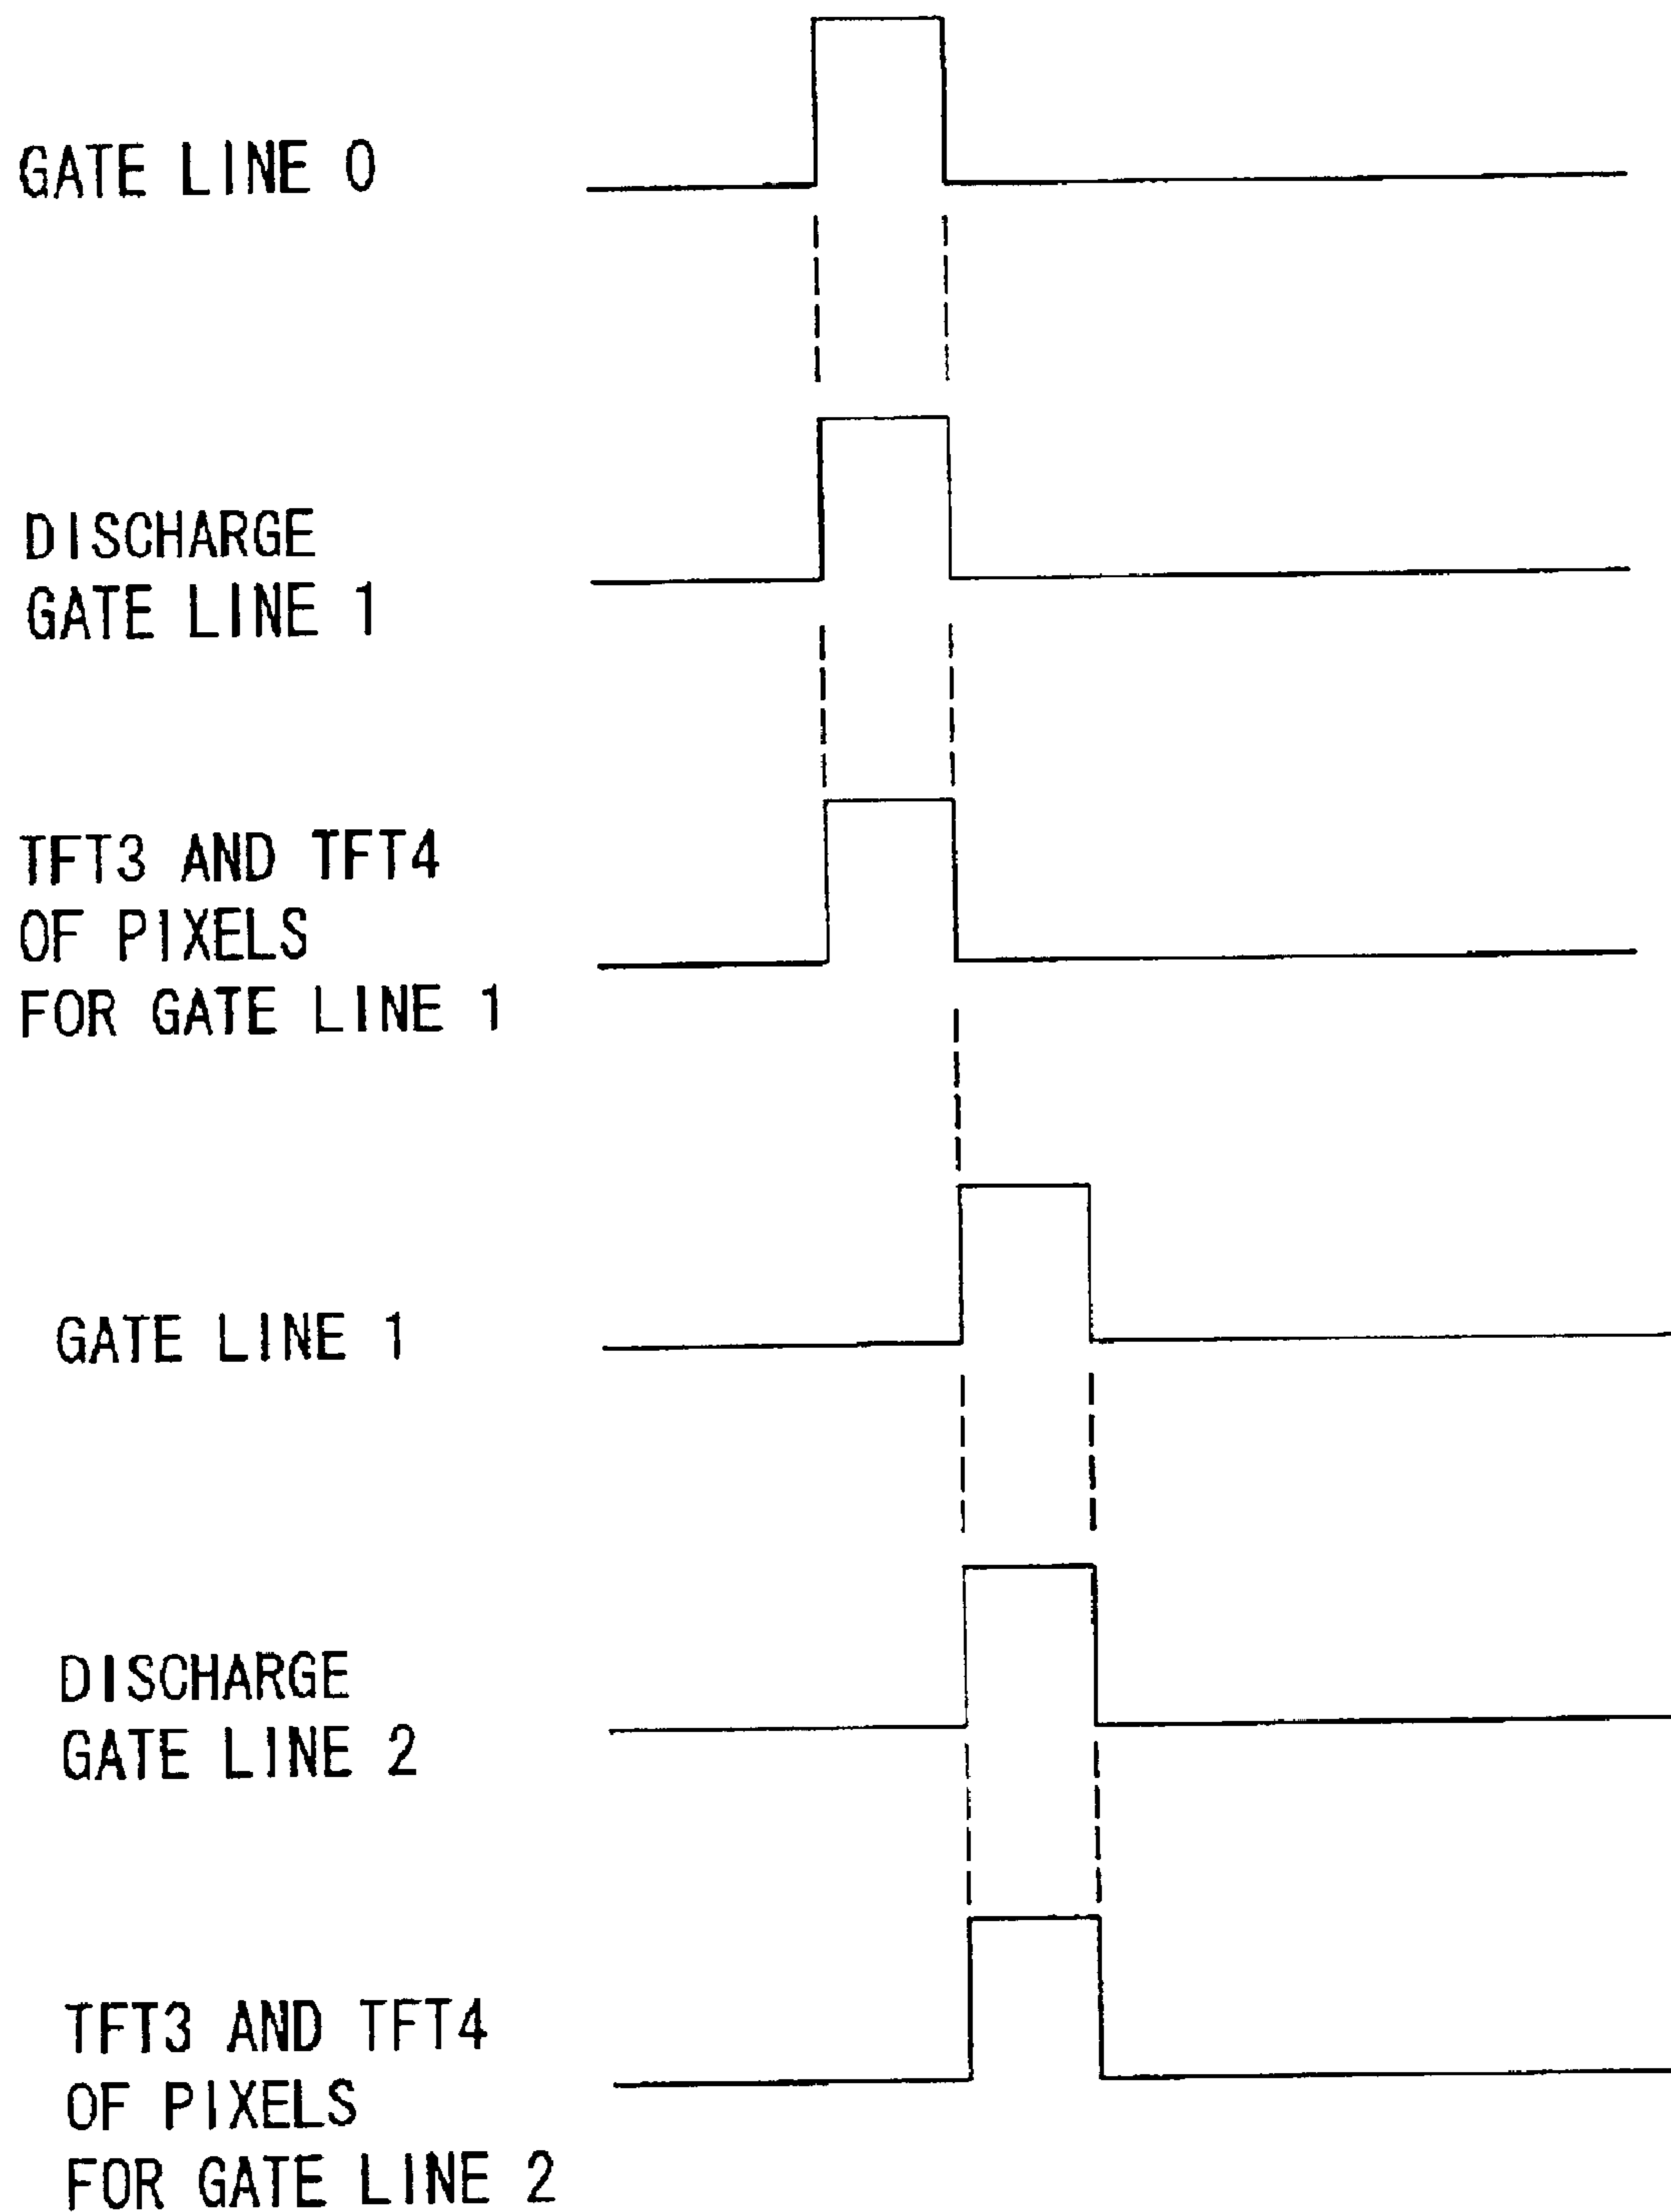 GATE LINE 0
DISCHARGE
GATE LINE 1
TFT3 AND TFT4
OF PIXELS
FOR GATE LINE 1
GATE LINE 1
DISCHARGE
GATE LINE 2
TFT3 AND TFT4
OF PIXELS
FOR GATE LINE 2